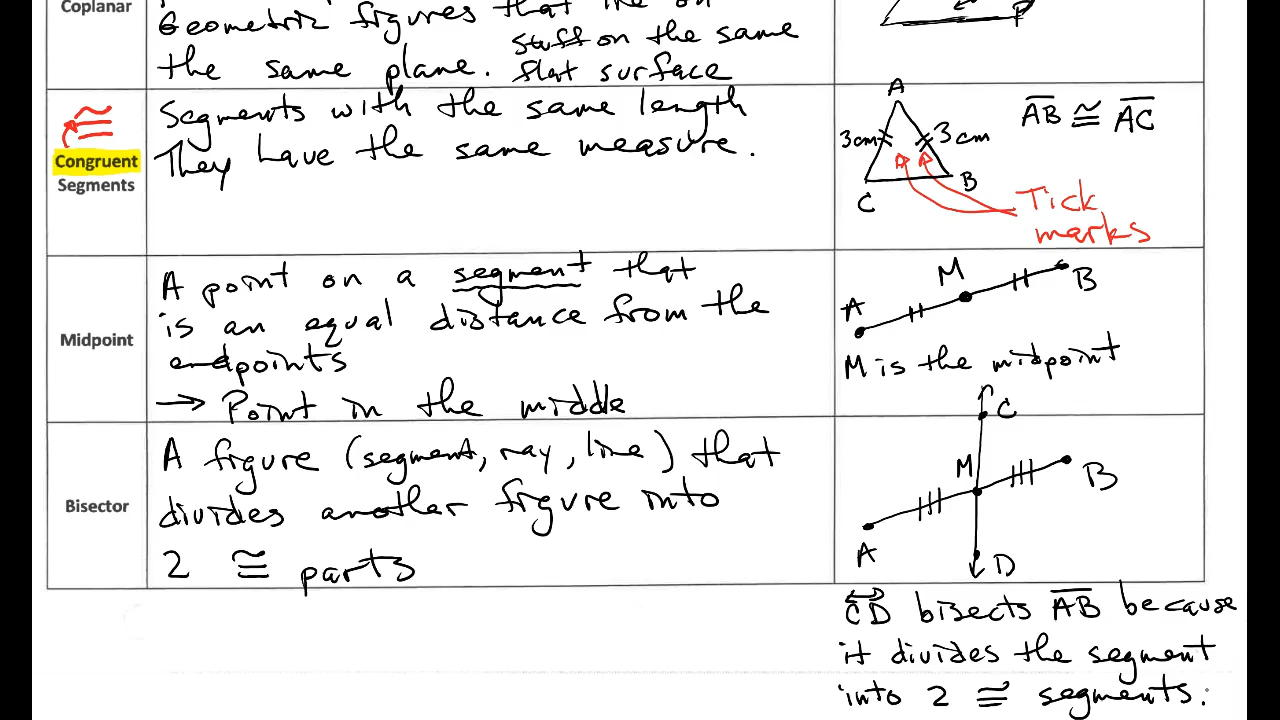 Coplanar
Geometric figures that lie on
the same plane.
stuff on the same
flat surface
P
≅
Congruent
Segments
Segments with the same length
They have the same measure.
A
3cm
3cm
B
C
AB ≅ AC
Tick
marks
Midpoint
A point on a segment that
is an equal distance from the
endpoints
→ Point in the middle
A
M
B
M is the midpoint
Bisector
A figure (segment, ray, line) that
divides another figure into
2 ≅ parts
C
M
B
A
D
CD bisects AB because
it divides the segment
into 2 ≅ segments.